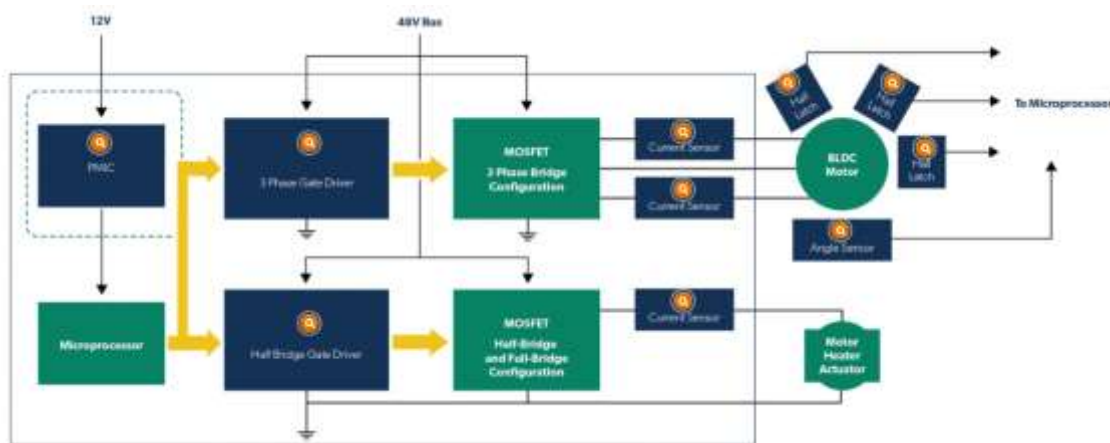 12V
48V Bus
PMIC
3 Phase Gate Driver
MOSFET
3 Phase Bridge
Configuration
Current Sensor
Current Sensor
Hall
Latch
Hall
Latch
Hall
Latch
To Microprocessor
BLDC
Motor
Angle Sensor
Microprocessor
Half Bridge Gate Driver
MOSFET
Half-Bridge
and Full-Bridge
Configuration
Current Sensor
Motor
Heater
Actuator